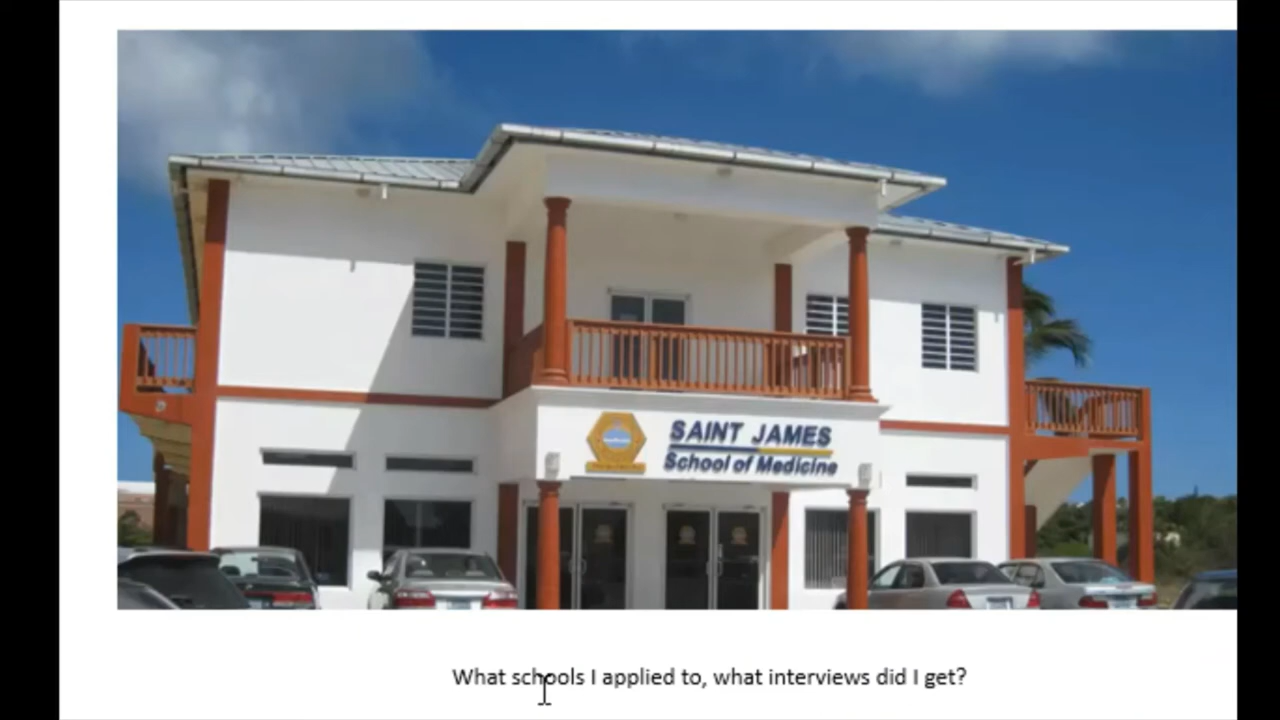 SAINT JAMES
School of Medicine
What schools I applied to, what interviews did I get?